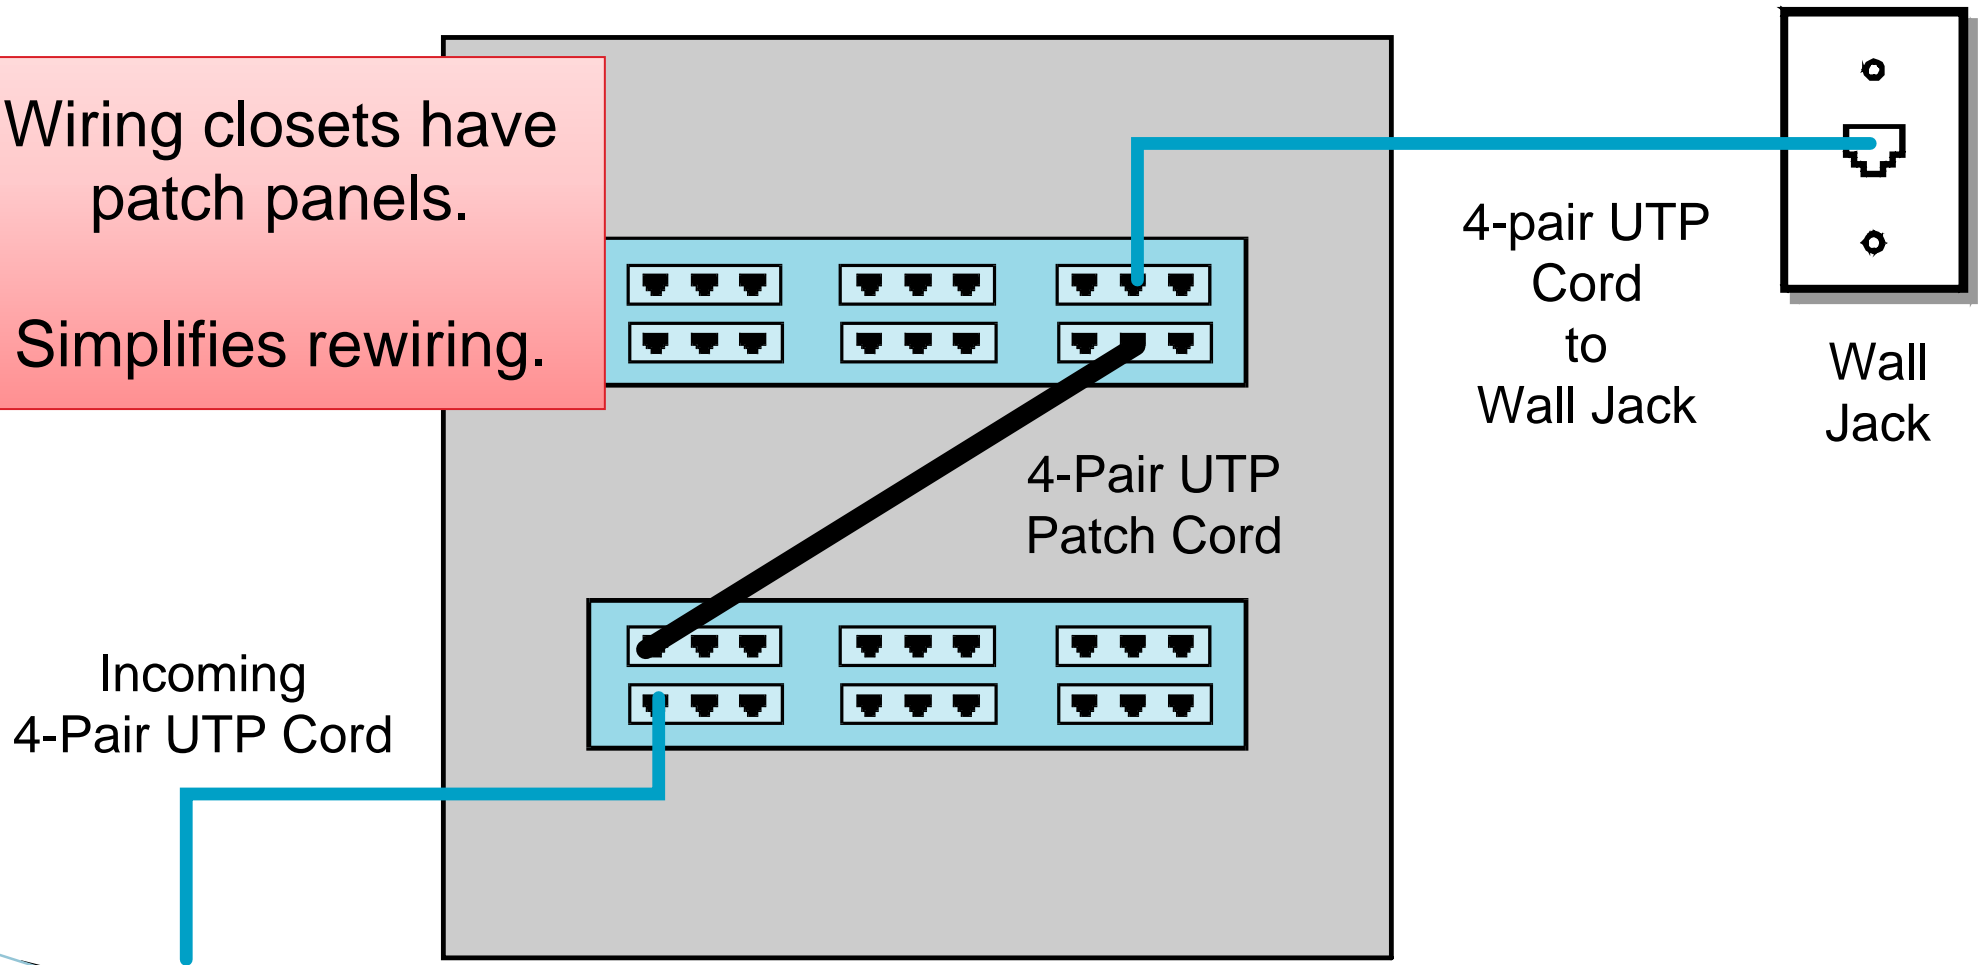 Wiring closets have
patch panels.
Simplifies rewiring.
4-pair UTP
Cord
to
Wall Jack
Wall
Jack
4-Pair UTP
Patch Cord
Incoming
4-Pair UTP Cord